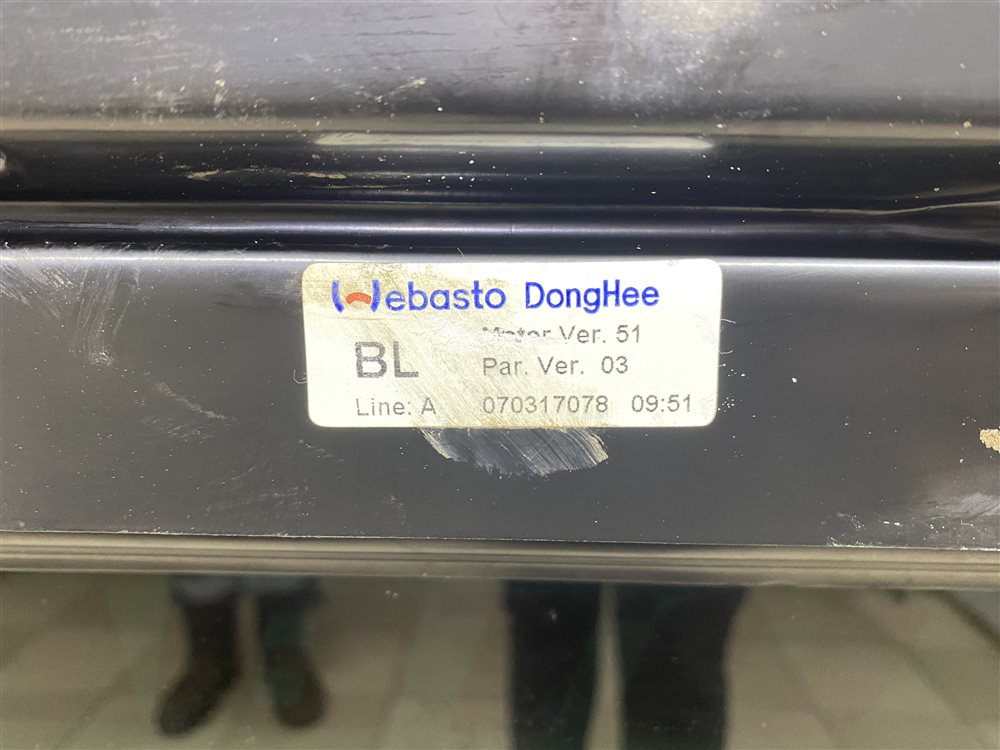 Webasto DongHee
Motor Ver. 51
BL
Par. Ver. 03
Line: A 070317078 09:51